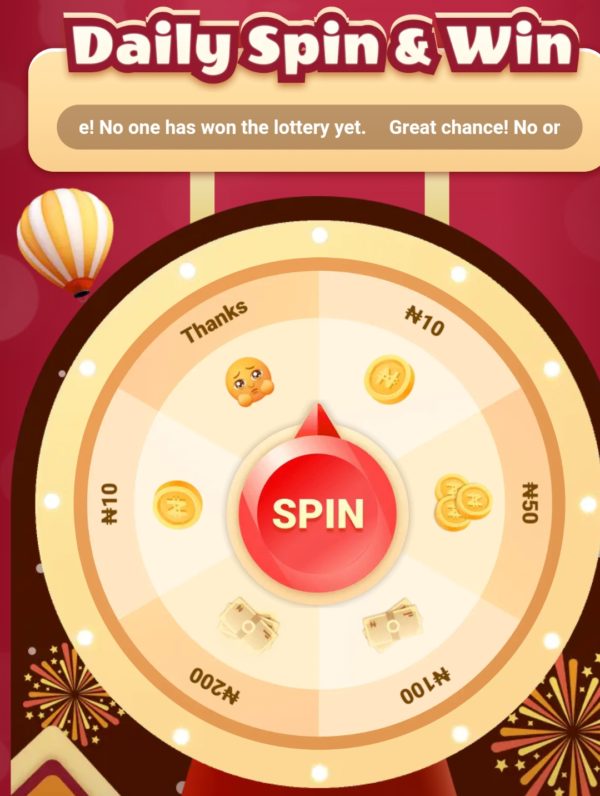 Daily Spin & Win
e! No one has won the lottery yet. Great chance! No or
Thanks
₦10
₦10
₦50
SPIN
₦200
₦100